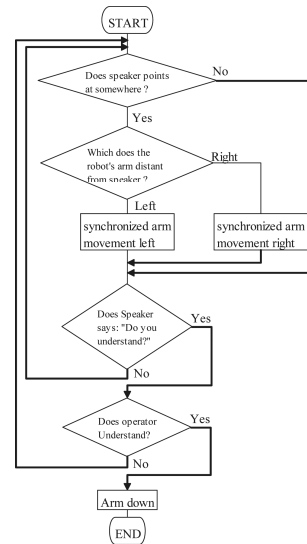 START
Does speaker points
at somewhere ?
No
Yes
Which does the
robot's arm distant
from speaker ?
Right
Left
synchronized arm
movement left
synchronized arm
movement right
Does Speaker
says: "Do you
understand?"
Yes
No
Does operator
Understand?
Yes
No
Arm down
END